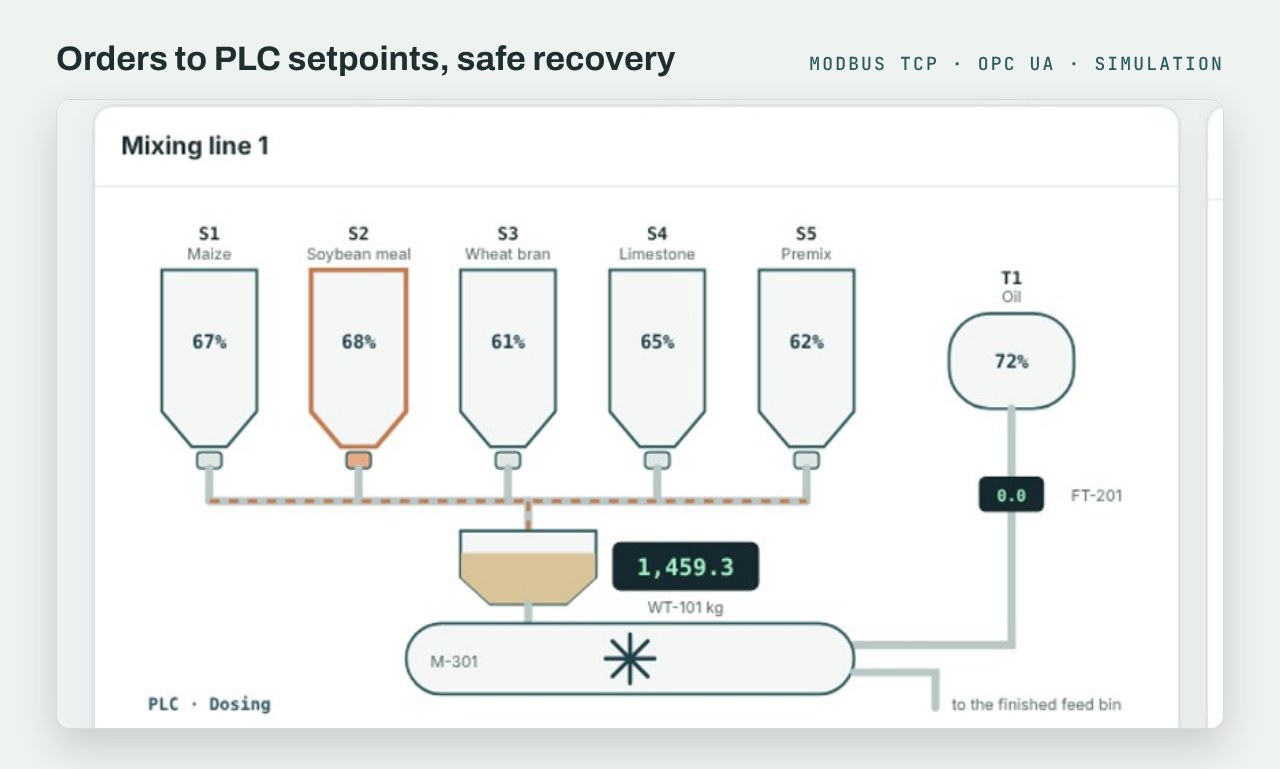 Orders to PLC setpoints, safe recovery
MODBUS TCP · OPC UA · SIMULATION
Mixing line 1
S1
Maize
67%
S2
Soybean meal
68%
S3
Wheat bran
61%
S4
Limestone
65%
S5
Premix
62%
T1
Oil
72%
0.0
FT-201
1,459.3
WT-101 kg
M-301
PLC · Dosing
to the finished feed bin